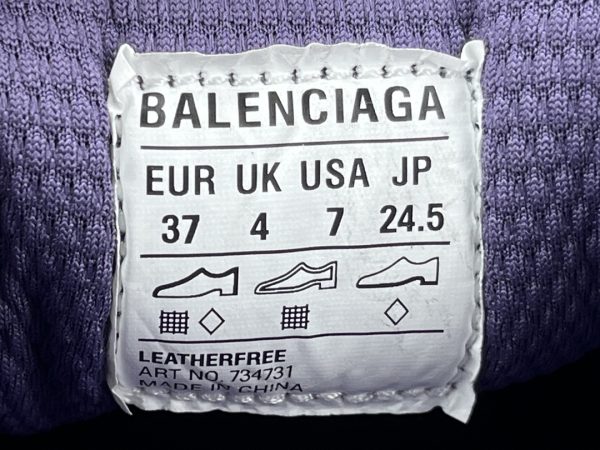 BALENCIAGA
EUR UK USA JP
37 4 7 24.5
LEATHERFREE
ART NO. 734731
MADE IN CHINA